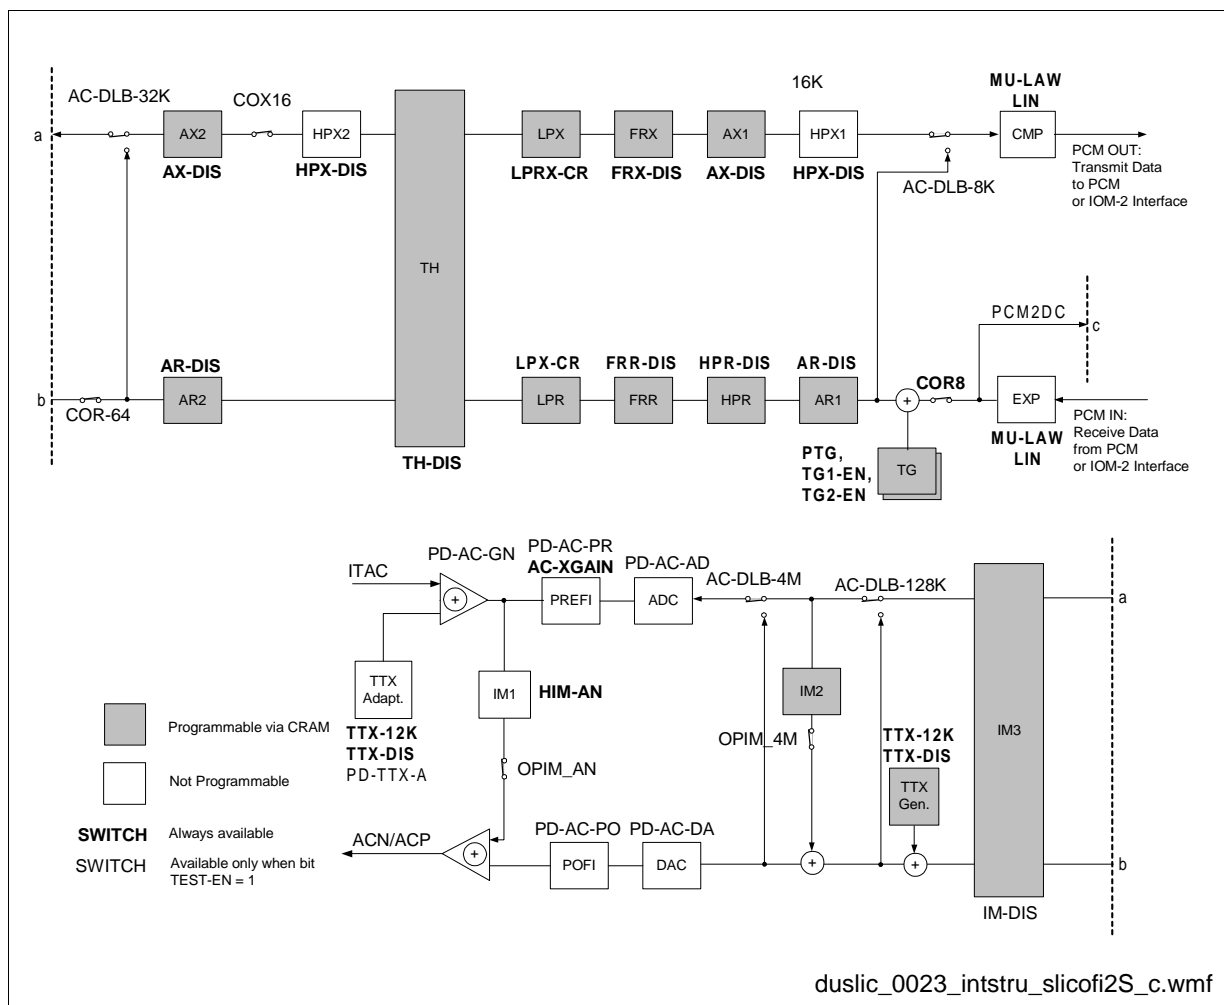 AC-DLB-32K
COX16
16K
MU-LAW
LIN
a
AX2
HPX2
LPX
FRX
AX1
HPX1
CMP
AX-DIS
HPX-DIS
LPRX-CR
FRX-DIS
AX-DIS
HPX-DIS
AC-DLB-8K
PCM OUT:
Transmit Data
to PCM
or IOM-2 Interface
TH
PCM2DC
c
AR-DIS
LPX-CR
FRR-DIS
HPR-DIS
AR-DIS
COR8
b
COR-64
AR2
LPR
FRR
HPR
AR1
+
EXP
TH-DIS
PTG,
TG1-EN,
TG2-EN
TG
MU-LAW
LIN
PCM IN:
Receive Data
from PCM
or IOM-2 Interface
ITAC
PD-AC-GN
PD-AC-PR
AC-XGAIN
PD-AC-AD
AC-DLB-4M
AC-DLB-128K
+
PREFI
ADC
a
TTX
Adapt.
IM1
HIM-AN
IM2
IM3
TTX-12K
TTX-DIS
PD-TTX-A
OPIM_AN
OPIM_4M
TTX-12K
TTX-DIS
TTX
Gen.
Programmable via CRAM
Not Programmable
SWITCH Always available
SWITCH Available only when bit
TEST-EN = 1
ACN/ACP
+
PD-AC-PO
PD-AC-DA
POFI
DAC
+
+
b
IM-DIS
duslic_0023_intstru_slicofi2S_c.wmf